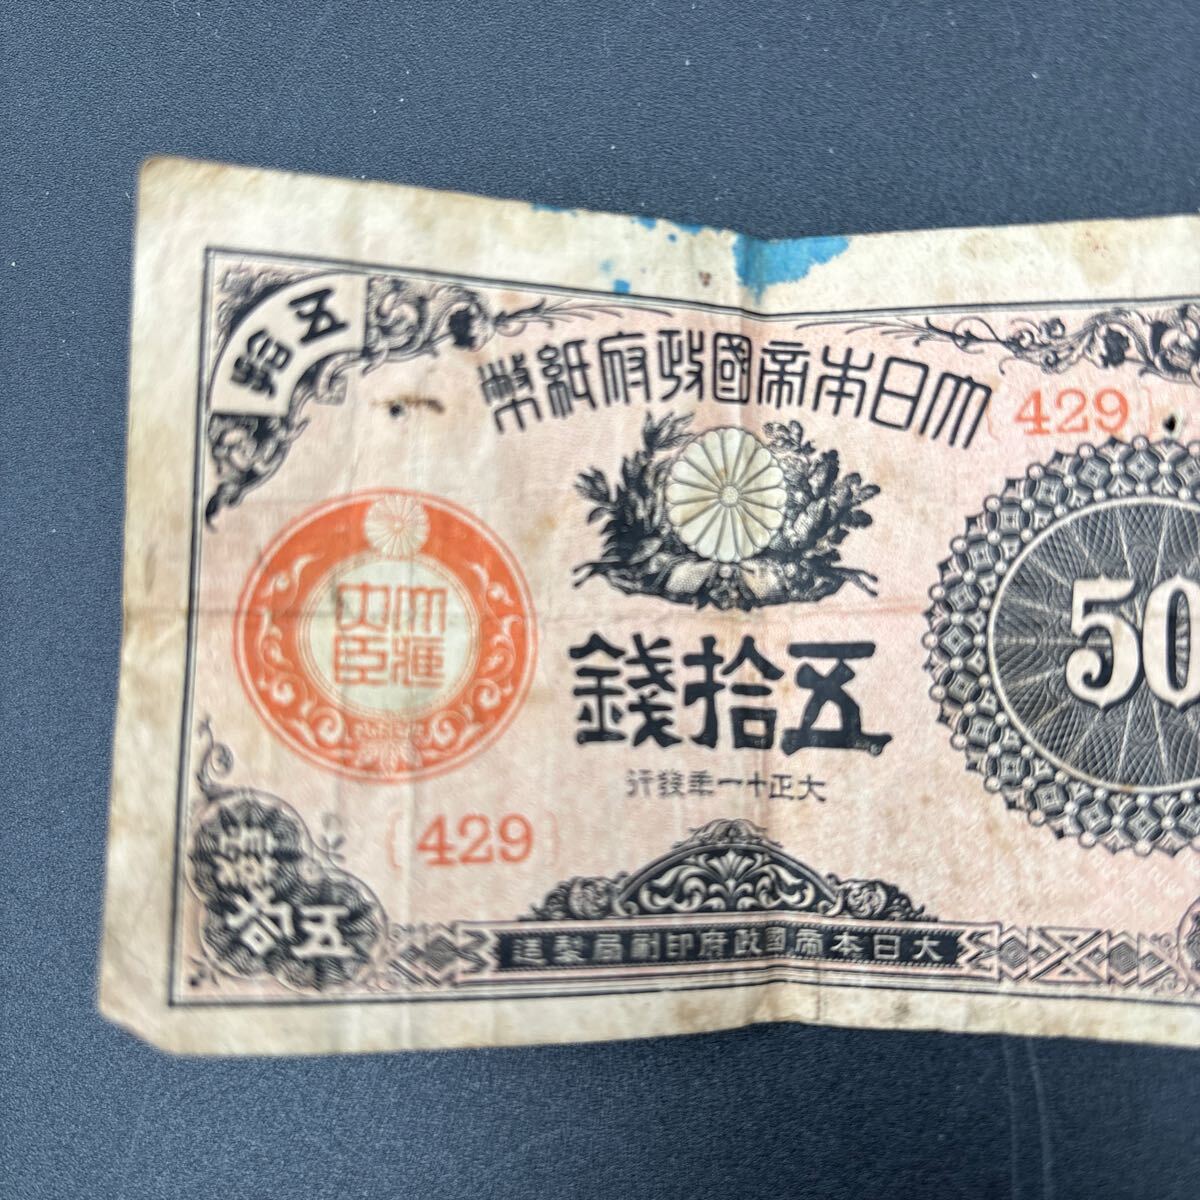 五拾
大日本帝國政府紙幣
429
大藏
大臣
五拾錢
50
大正十一年發行
429
五拾
大日本帝國政府印刷局製造